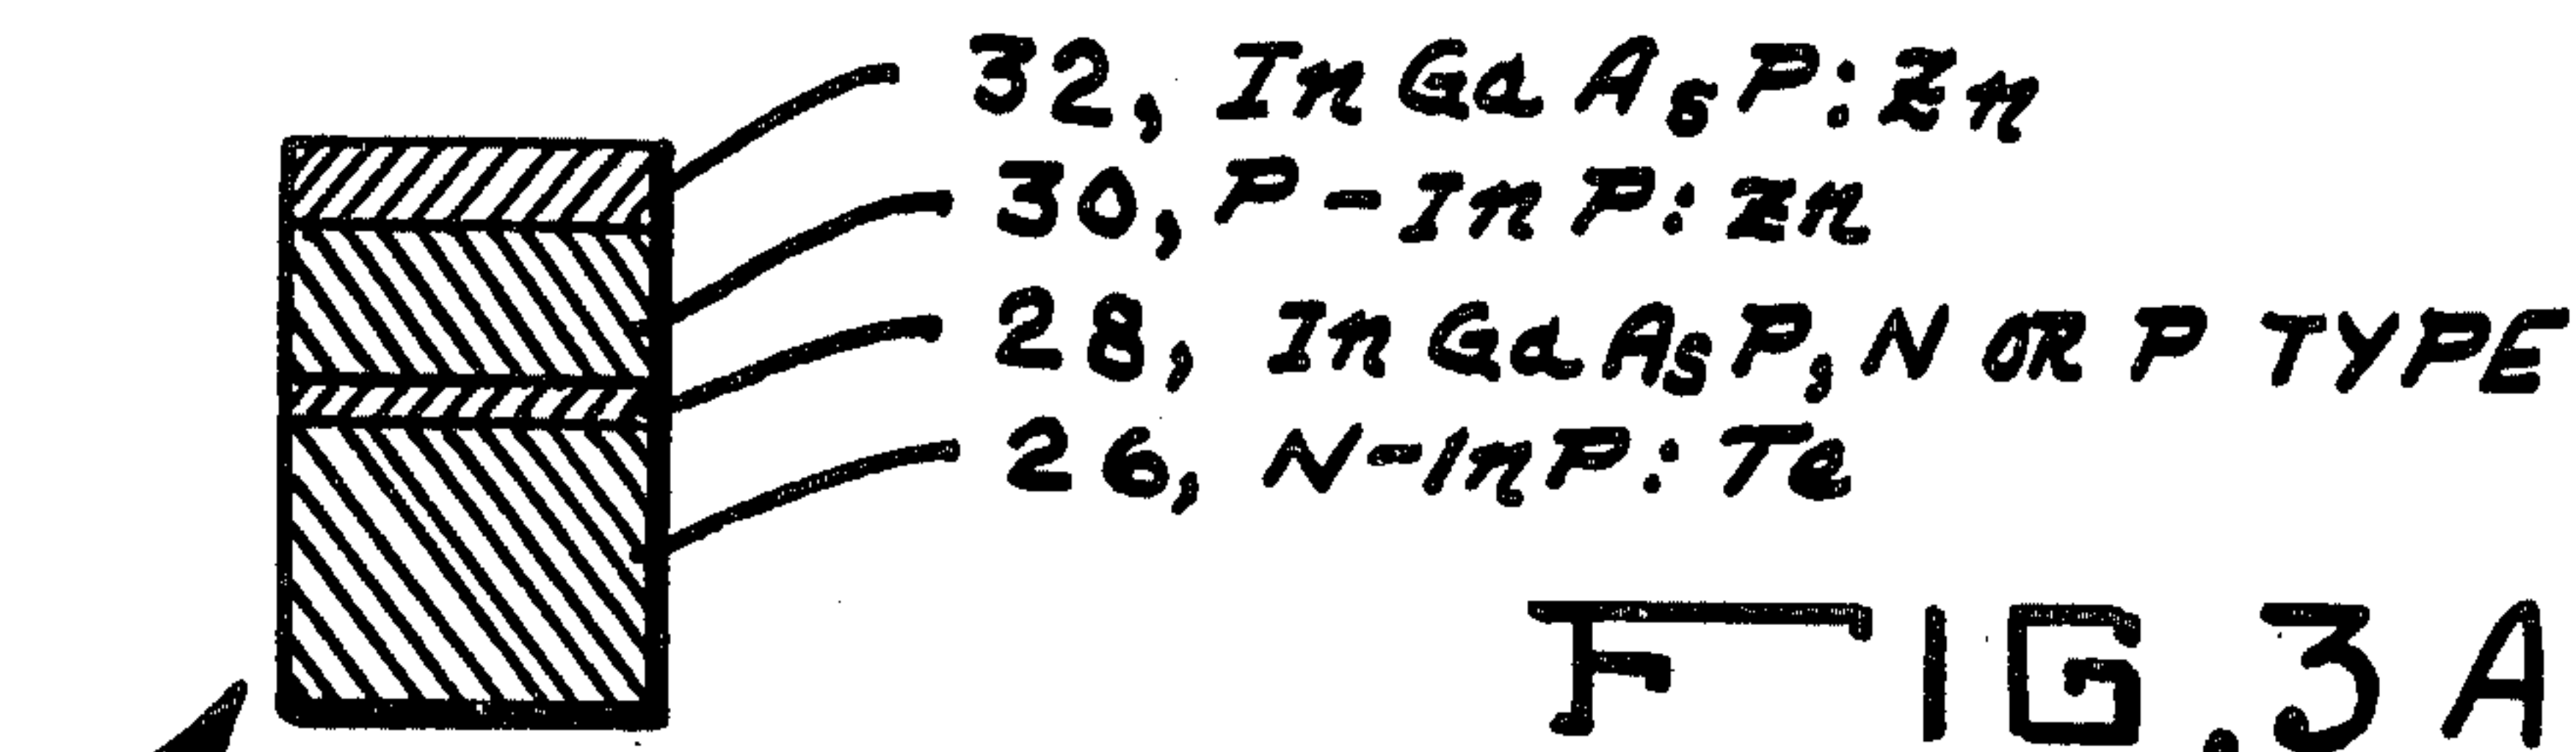 32, InGaAsP:Zn
30, P-InP:Zn
28, InGaAsP, N OR P TYPE
26, N-InP:Te
FIG.3A